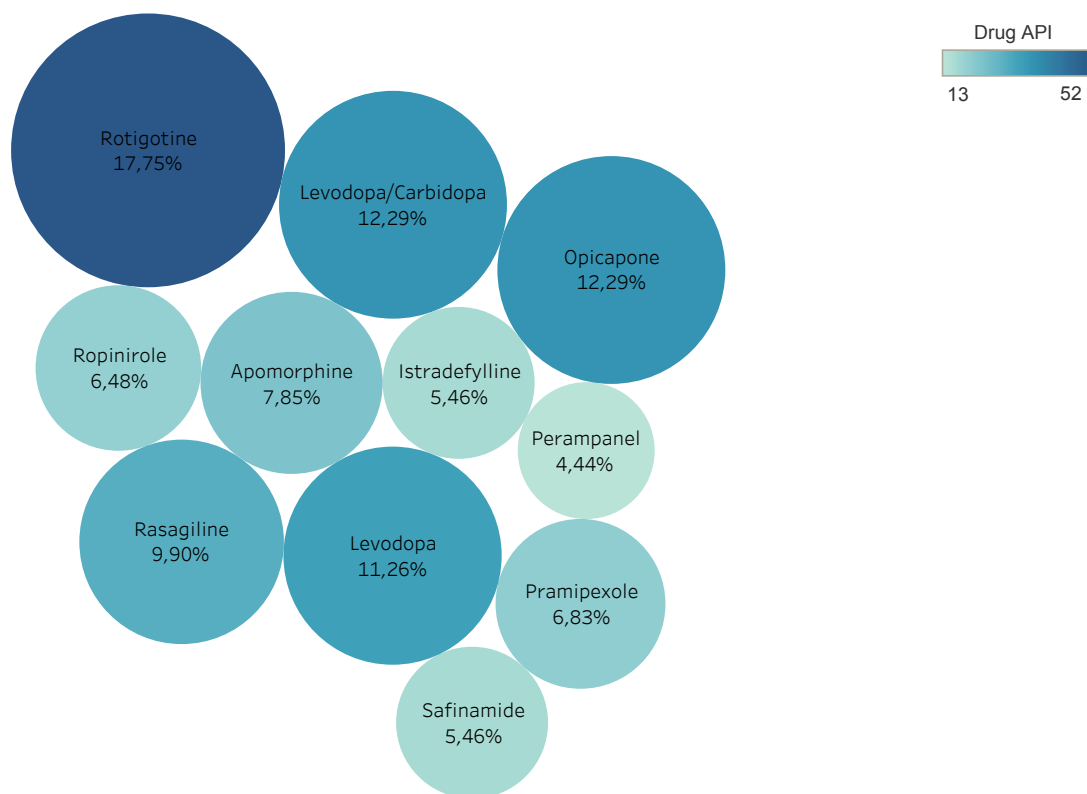 Drug API
13 52
Rotigotine
17,75%
Levodopa/Carbidopa
12,29%
Opicapone
12,29%
Ropinirole
6,48%
Apomorphine
7,85%
Istradefylline
5,46%
Perampanel
4,44%
Rasagiline
9,90%
Levodopa
11,26%
Pramipexole
6,83%
Safinamide
5,46%